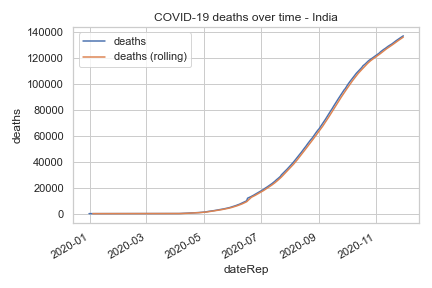 COVID-19 deaths over time - India
deaths
deaths (rolling)
140000
120000
100000
80000
60000
40000
20000
0
deaths
2020-01
2020-03
2020-05
2020-07
2020-09
2020-11
dateRep